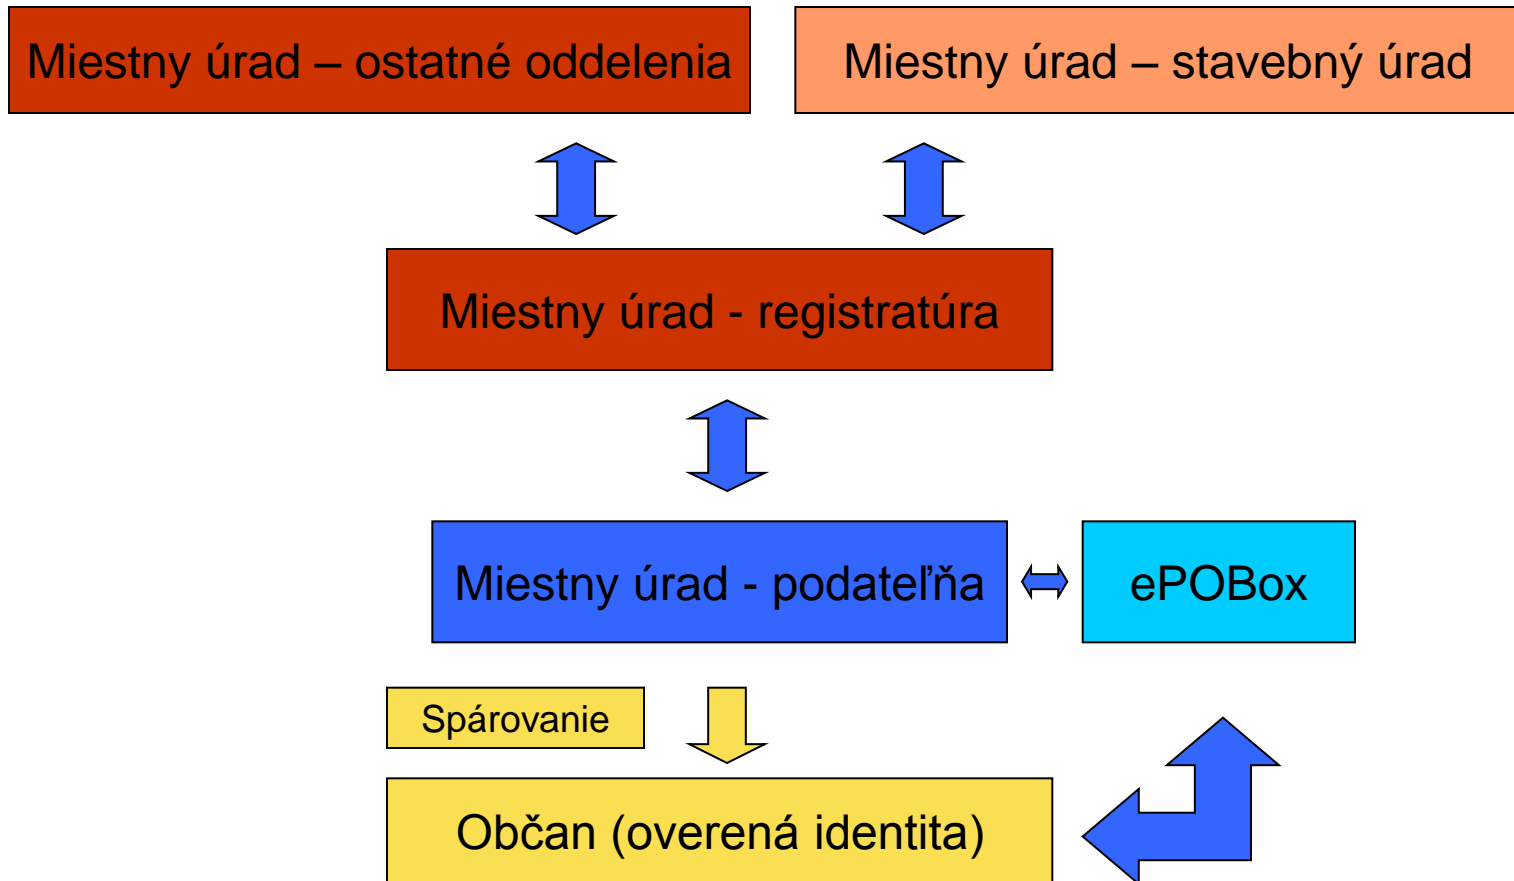 Miestny úrad – ostatné oddelenia
Miestny úrad – stavebný úrad
Miestny úrad - registratúra
Miestny úrad - podateľňa
ePOBox
Spárovanie
Občan (overená identita)